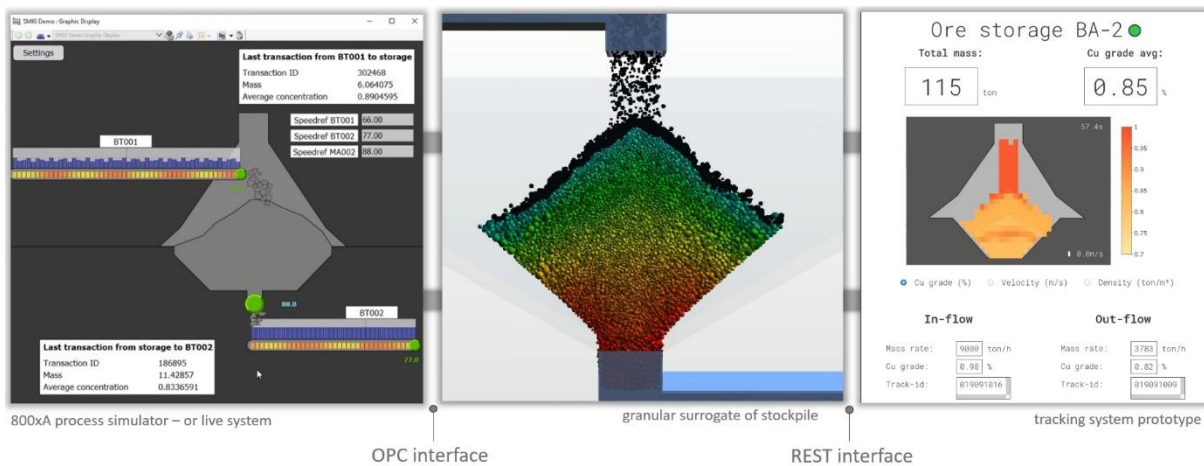 SMIG Demo : Graphic Display
SMIG Demo:Graphic Display
Settings
Last transaction from BT001 to storage
Transaction ID 302468
Mass 6.064075
Average concentration 0.8904595
Speedref BT001 66.00
Speedref BT002 77.00
Speedref MA002 88.00
BT001
88.0
BT002
77.0
Last transaction from storage to BT002
Transaction ID 186895
Mass 11.42857
Average concentration 0.8336591
800xA process simulator – or live system
granular surrogate of stockpile
Ore storage BA-2
Total mass: Cu grade avg:
115 ton 0.85 %
57.4s
1
0.95
0.9
0.85
0.8
0.75
0.7
0.0m/s
Cu grade (%) Velocity (m/s) Density (ton/m³)
In-flow Out-flow
Mass rate: 9000 ton/h Mass rate: 3783 ton/h
Cu grade: 0.98 % Cu grade: 0.82 %
Track-id: 019091016 Track-id: 019091009
tracking system prototype
OPC interface REST interface